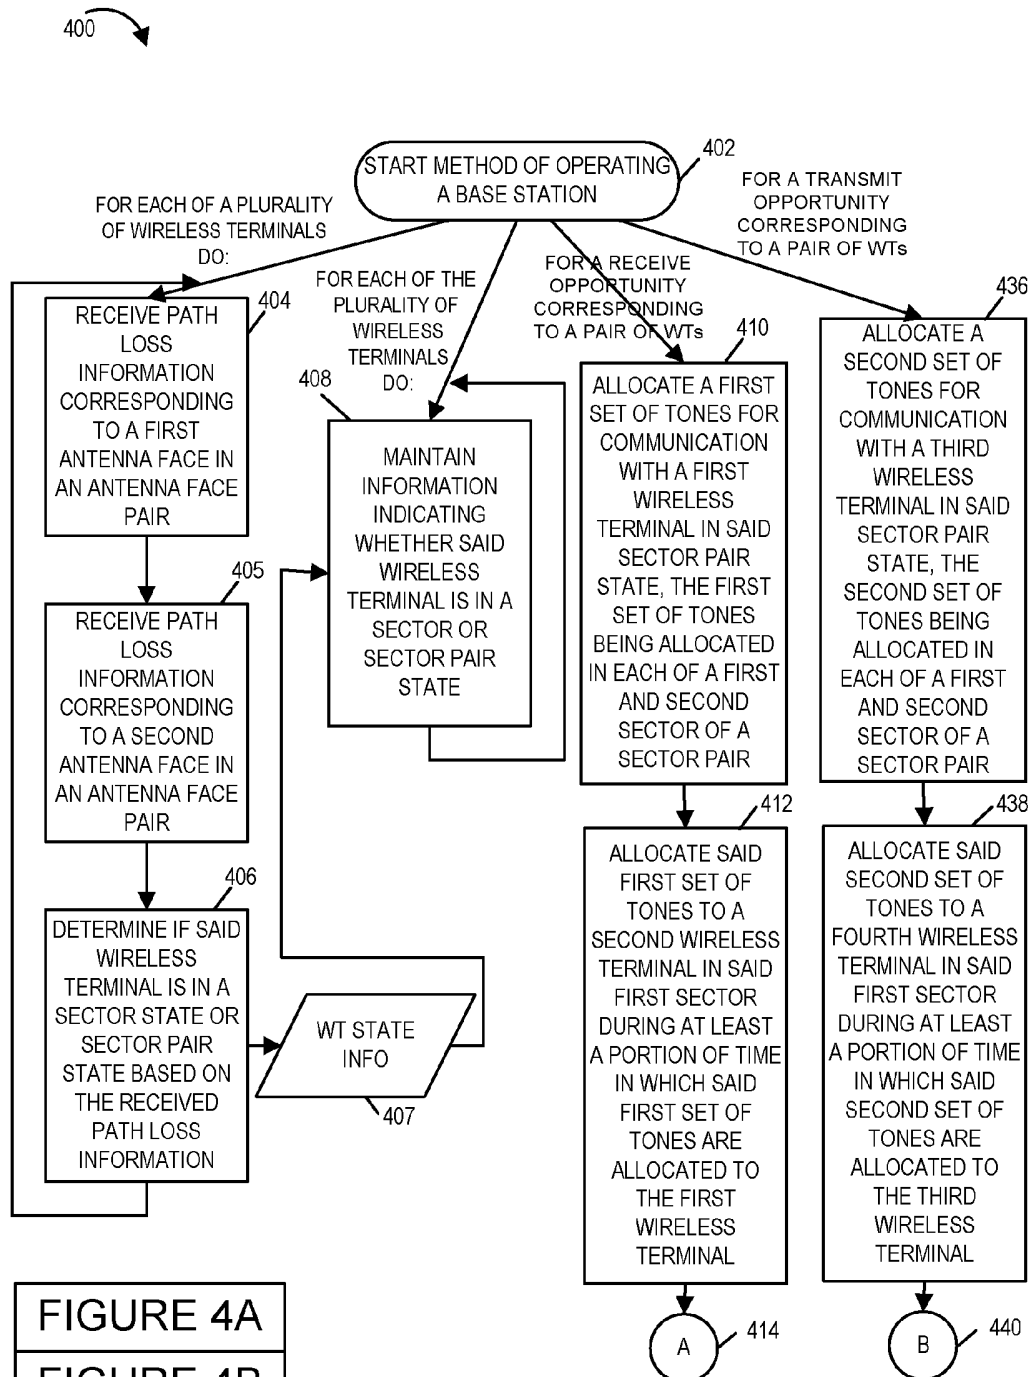 400
START METHOD OF OPERATING
A BASE STATION
402
FOR EACH OF A PLURALITY
OF WIRELESS TERMINALS
DO:
FOR EACH OF THE
PLURALITY OF
WIRELESS
TERMINALS
DO:
FOR A RECEIVE
OPPORTUNITY
CORRESPONDING
TO A PAIR OF WTs
FOR A TRANSMIT
OPPORTUNITY
CORRESPONDING
TO A PAIR OF WTs
404
RECEIVE PATH
LOSS
INFORMATION
CORRESPONDING
TO A FIRST
ANTENNA FACE IN
AN ANTENNA FACE
PAIR
405
RECEIVE PATH
LOSS
INFORMATION
CORRESPONDING
TO A SECOND
ANTENNA FACE IN
AN ANTENNA FACE
PAIR
406
DETERMINE IF SAID
WIRELESS
TERMINAL IS IN A
SECTOR STATE OR
SECTOR PAIR
STATE BASED ON
THE RECEIVED
PATH LOSS
INFORMATION
WT STATE
INFO
407
408
MAINTAIN
INFORMATION
INDICATING
WHETHER SAID
WIRELESS
TERMINAL IS IN A
SECTOR OR
SECTOR PAIR
STATE
410
ALLOCATE A FIRST
SET OF TONES FOR
COMMUNICATION
WITH A FIRST
WIRELESS
TERMINAL IN SAID
SECTOR PAIR
STATE, THE FIRST
SET OF TONES
BEING ALLOCATED
IN EACH OF A FIRST
AND SECOND
SECTOR OF A
SECTOR PAIR
412
ALLOCATE SAID
FIRST SET OF
TONES TO A
SECOND WIRELESS
TERMINAL IN SAID
FIRST SECTOR
DURING AT LEAST
A PORTION OF TIME
IN WHICH SAID
FIRST SET OF
TONES ARE
ALLOCATED TO
THE FIRST
WIRELESS
TERMINAL
A
414
436
ALLOCATE A
SECOND SET OF
TONES FOR
COMMUNICATION
WITH A THIRD
WIRELESS
TERMINAL IN SAID
SECTOR PAIR
STATE, THE
SECOND SET OF
TONES BEING
ALLOCATED IN
EACH OF A FIRST
AND SECOND
SECTOR OF A
SECTOR PAIR
438
ALLOCATE SAID
SECOND SET OF
TONES TO A
FOURTH WIRELESS
TERMINAL IN SAID
FIRST SECTOR
DURING AT LEAST
A PORTION OF TIME
IN WHICH SAID
SECOND SET OF
TONES ARE
ALLOCATED TO
THE THIRD
WIRELESS
TERMINAL
B
440
FIGURE 4A
FIGURE 4B